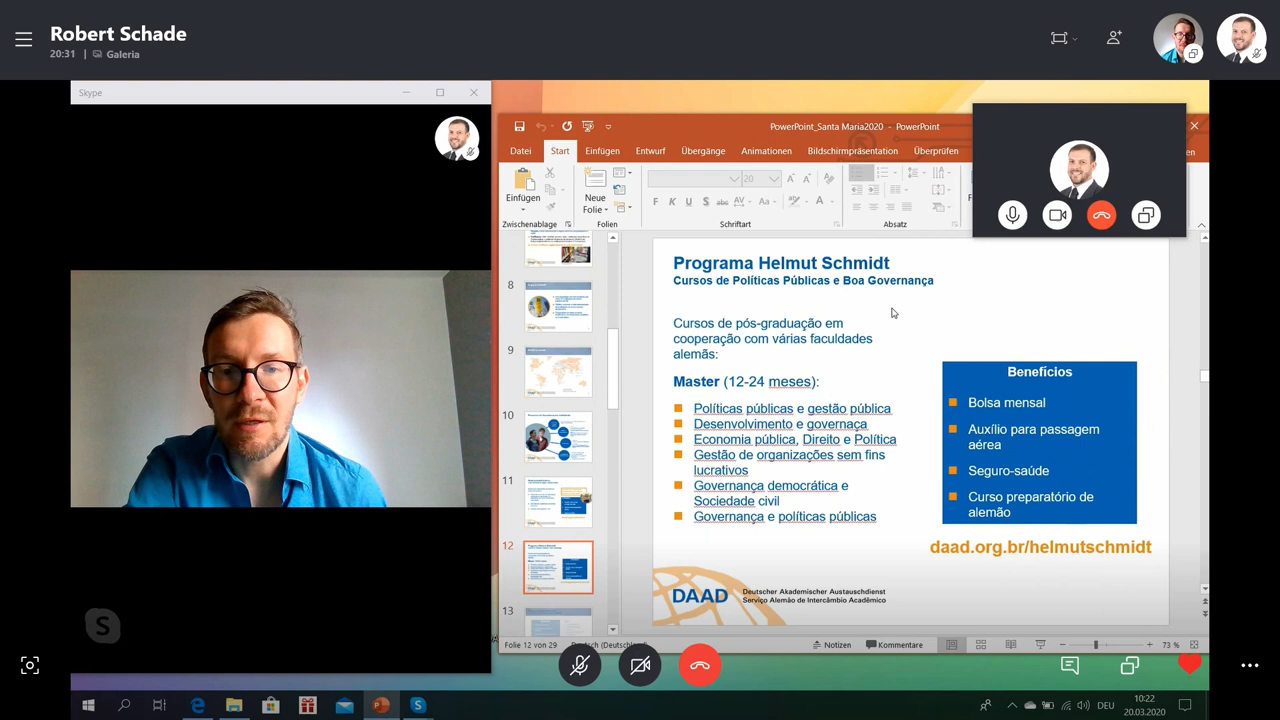 Robert Schade
20:31 | Galeria
Skype
PowerPoint_Santa Maria2020 - PowerPoint
Datei Start Einfügen Entwurf Übergänge Animationen Bildschirmpräsentation Überprüfen
20
Einfügen
Neue
Folie
F K U S abc AV Aa A
Zwischenablage Folien Schriftart Absatz
8
9
10
11
12
13
Programa Helmut Schmidt
Cursos de Políticas Públicas e Boa Governança
Cursos de pós-graduação em
cooperação com várias faculdades
alemãs:
Master (12-24 meses):
Políticas públicas e gestão pública
Desenvolvimento e governaça
Economia pública, Direito e Política
Gestão de organizações sem fins
lucrativos
Governança democrática e
Sociedade civil
Governança e políticas públicas
Benefícios
Bolsa mensal
Auxílio para passagem
aérea
Seguro-saúde
Curso preparatório de
alemão
daad.org.br/helmutschmidt
DAAD
Deutscher Akademischer Austauschdienst
Serviço Alemão de Intercâmbio Acadêmico
Folie 12 von 29 Deutsch (Deutschland)
Notizen Kommentare 73 %
DEU
10:22
20.03.2020